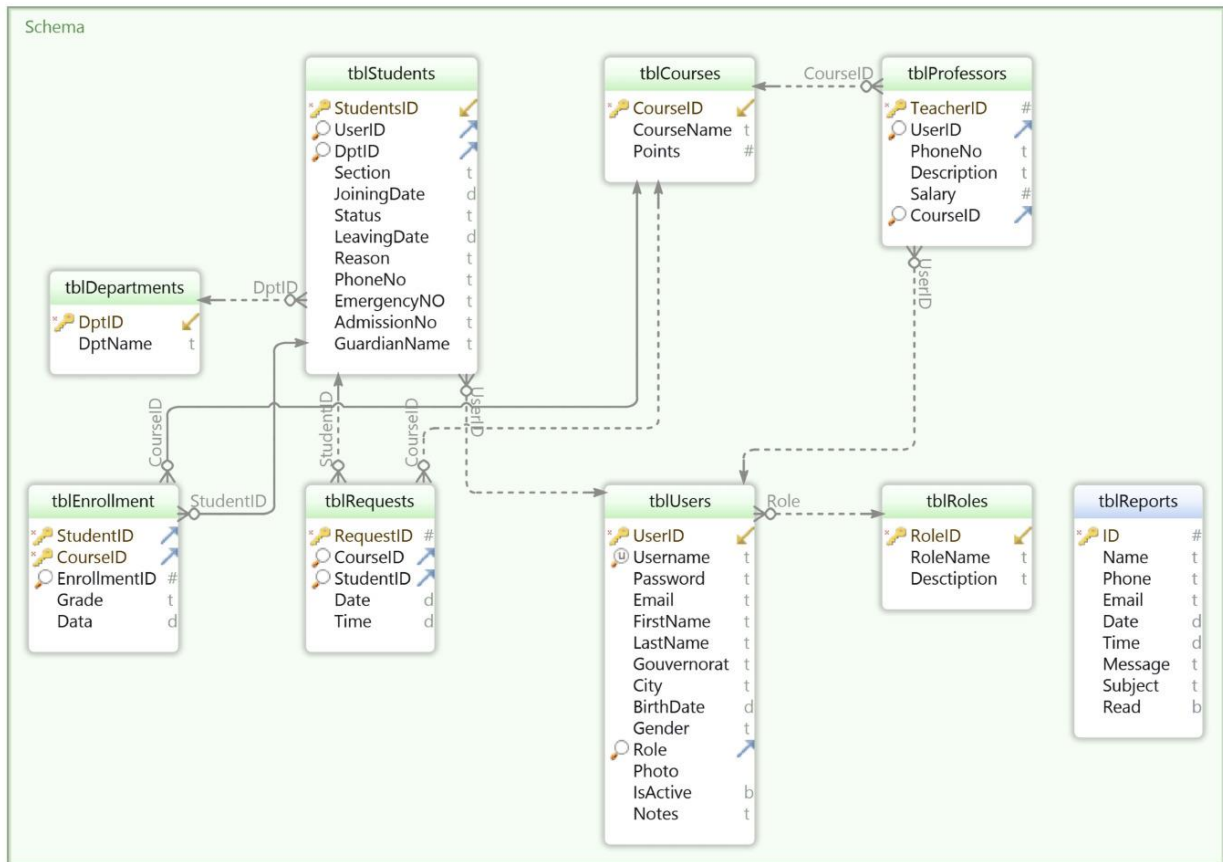 Schema
tblStudents
StudentsID
UserID
DptID
Section t
JoiningDate d
Status t
LeavingDate d
Reason t
PhoneNo t
EmergencyNO t
AdmissionNo t
GuardianName t
tblCourses
CourseID
CourseName t
Points #
CourseID
tblProfessors
TeacherID #
UserID
PhoneNo t
Description t
Salary #
CourseID
tblDepartments
DptID
DptName t
DptID
CourseID
StudentID
StudentID
CourseID
UserID
UserID
tblEnrollment
StudentID
CourseID
EnrollmentID #
Grade t
Data d
tblRequests
RequestID #
CourseID
StudentID
Date d
Time d
tblUsers
UserID
u Username t
Password t
Email t
FirstName t
LastName t
Gouvernorat t
City t
BirthDate d
Gender t
Role
Photo
IsActive b
Notes t
Role
tblRoles
RoleID
RoleName t
Desctiption t
tblReports
ID #
Name t
Phone t
Email t
Date d
Time d
Message t
Subject t
Read b